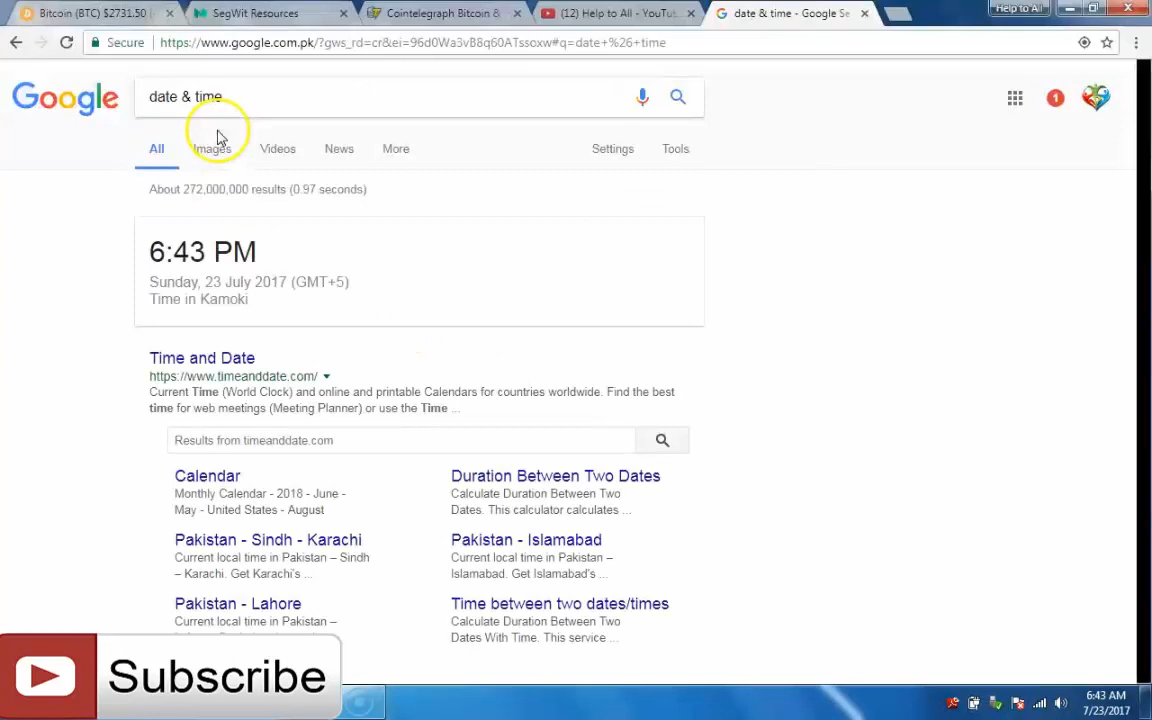 Bitcoin (BTC) $2731.50 (
SegWit Resources
Cointelegraph Bitcoin &
(12) Help to All - YouTu
date & time - Google Se
Help to All
Secure
https://www.google.com.pk/?gws_rd=cr&ei=96d0Wa3vB8q60ATssoxw#q=date+%26+time
Google
date & time
1
All
Images
Videos
News
More
Settings
Tools
About 272,000,000 results (0.97 seconds)
6:43 PM
Sunday, 23 July 2017 (GMT+5)
Time in Kamoki
Time and Date
https://www.timeanddate.com/
Current Time (World Clock) and online and printable Calendars for countries worldwide. Find the best
time for web meetings (Meeting Planner) or use the Time ...
Results from timeanddate.com
Calendar
Monthly Calendar - 2018 - June -
May - United States - August
Duration Between Two Dates
Calculate Duration Between Two
Dates. This calculator calculates ...
Pakistan - Sindh - Karachi
Current local time in Pakistan – Sindh
– Karachi. Get Karachi's ...
Pakistan - Islamabad
Current local time in Pakistan –
Islamabad. Get Islamabad's ...
Pakistan - Lahore
Current local time in Pakistan –
Time between two dates/times
Calculate Duration Between Two
Dates With Time. This service ...
Subscribe
6:43 AM
7/23/2017